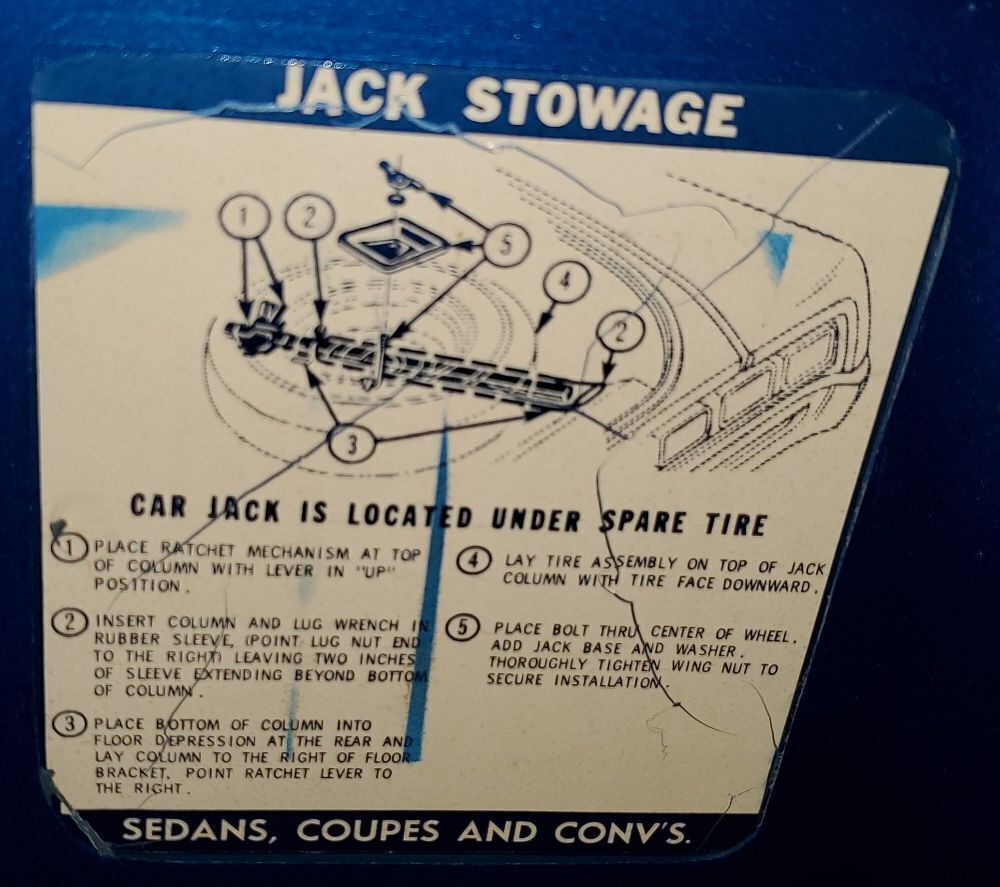 JACK STOWAGE
1 2
5
4
2
3
CAR JACK IS LOCATED UNDER SPARE TIRE
1 PLACE RATCHET MECHANISM AT TOP
OF COLUMN WITH LEVER IN "UP"
POSITION.
2 INSERT COLUMN AND LUG WRENCH IN
RUBBER SLEEVE, (POINT LUG NUT END
TO THE RIGHT) LEAVING TWO INCHES
OF SLEEVE EXTENDING BEYOND BOTTOM
OF COLUMN.
3 PLACE BOTTOM OF COLUMN INTO
FLOOR DEPRESSION AT THE REAR AND
LAY COLUMN TO THE RIGHT OF FLOOR
BRACKET, POINT RATCHET LEVER TO
THE RIGHT.
4 LAY TIRE ASSEMBLY ON TOP OF JACK
COLUMN WITH TIRE FACE DOWNWARD.
5 PLACE BOLT THRU CENTER OF WHEEL.
ADD JACK BASE AND WASHER.
THOROUGHLY TIGHTEN WING NUT TO
SECURE INSTALLATION.
SEDANS, COUPES AND CONV'S.